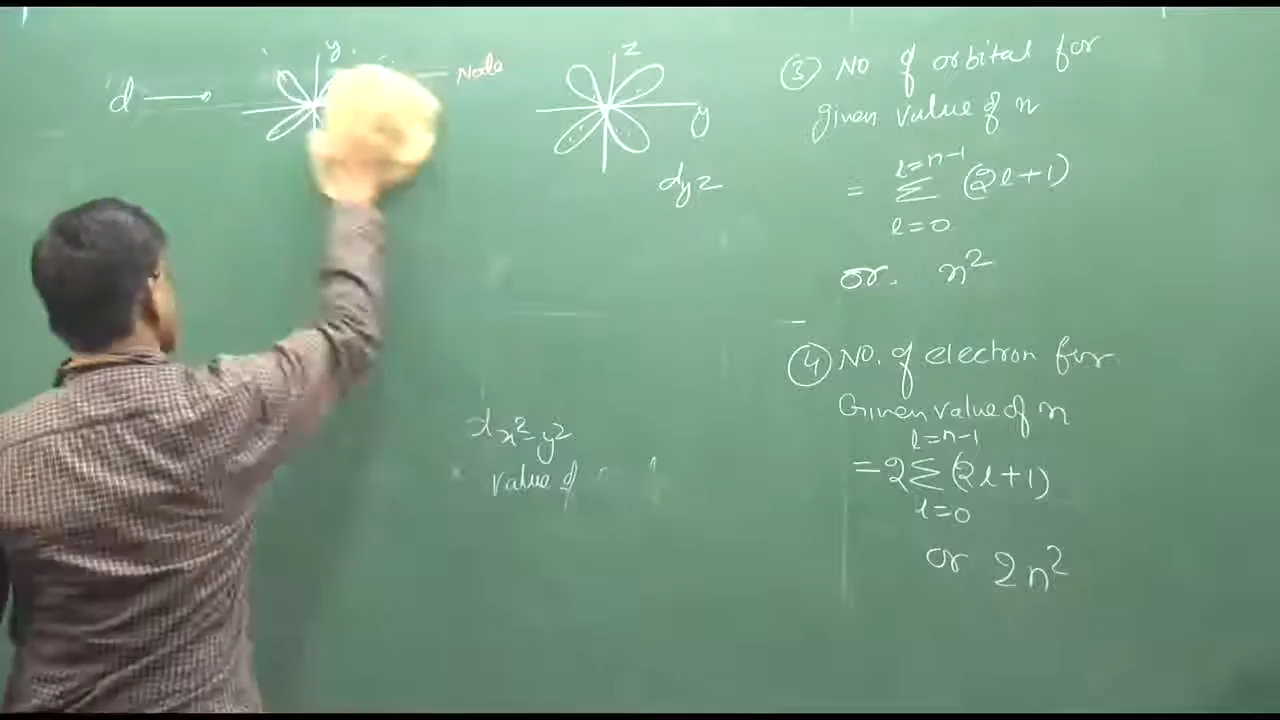 d
y
Node
z
y
dyz
dx²-y²
value of
③ No of orbital for
given value of n
l=n-1
= Σ (2l+1)
l=0
or. n²
④ No. of electron for
Given value of n
l=n-1
=2Σ(2l+1)
l=0
or 2n²